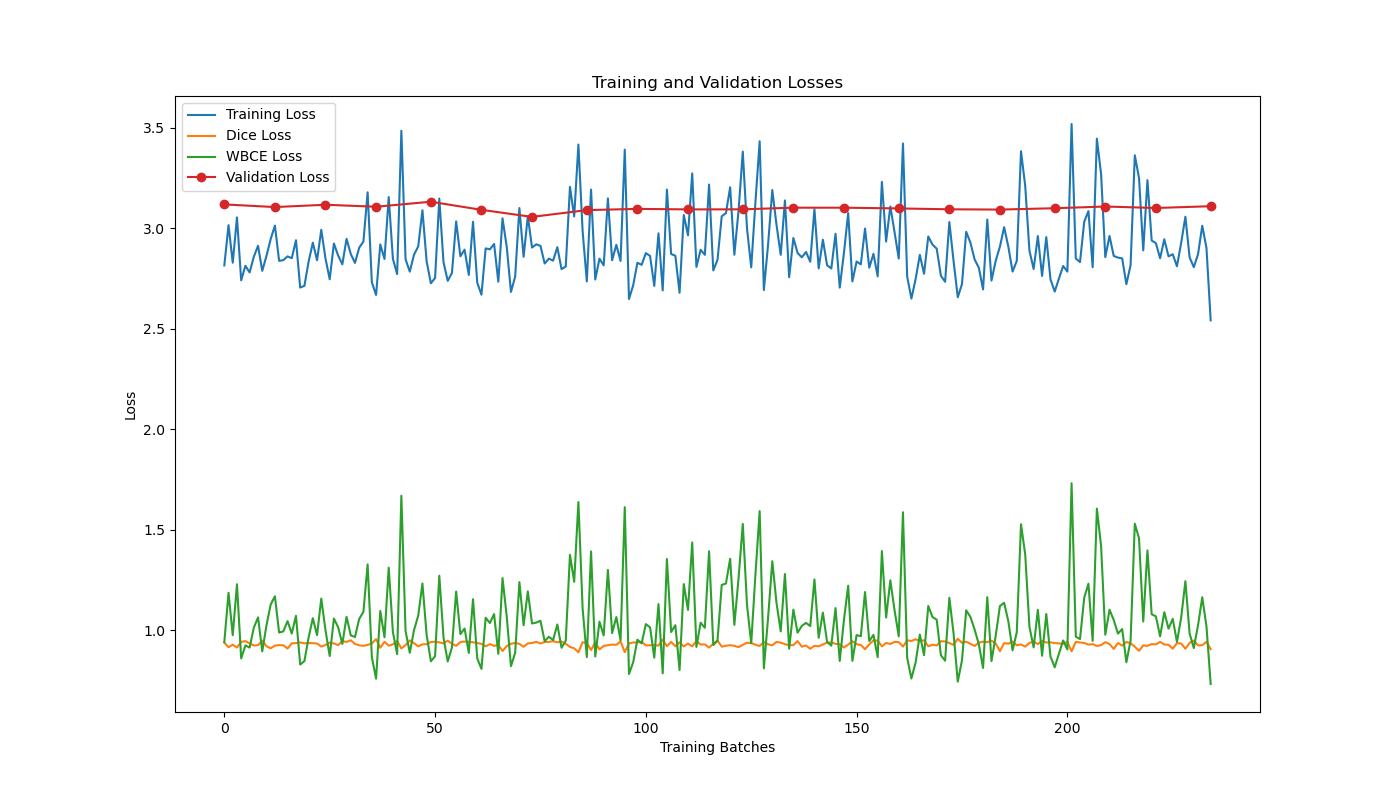 Training and Validation Losses
Training Loss
Dice Loss
WBCE Loss
Validation Loss
3.5
3.0
2.5
2.0
1.5
1.0
Loss
0 50 100 150 200
Training Batches